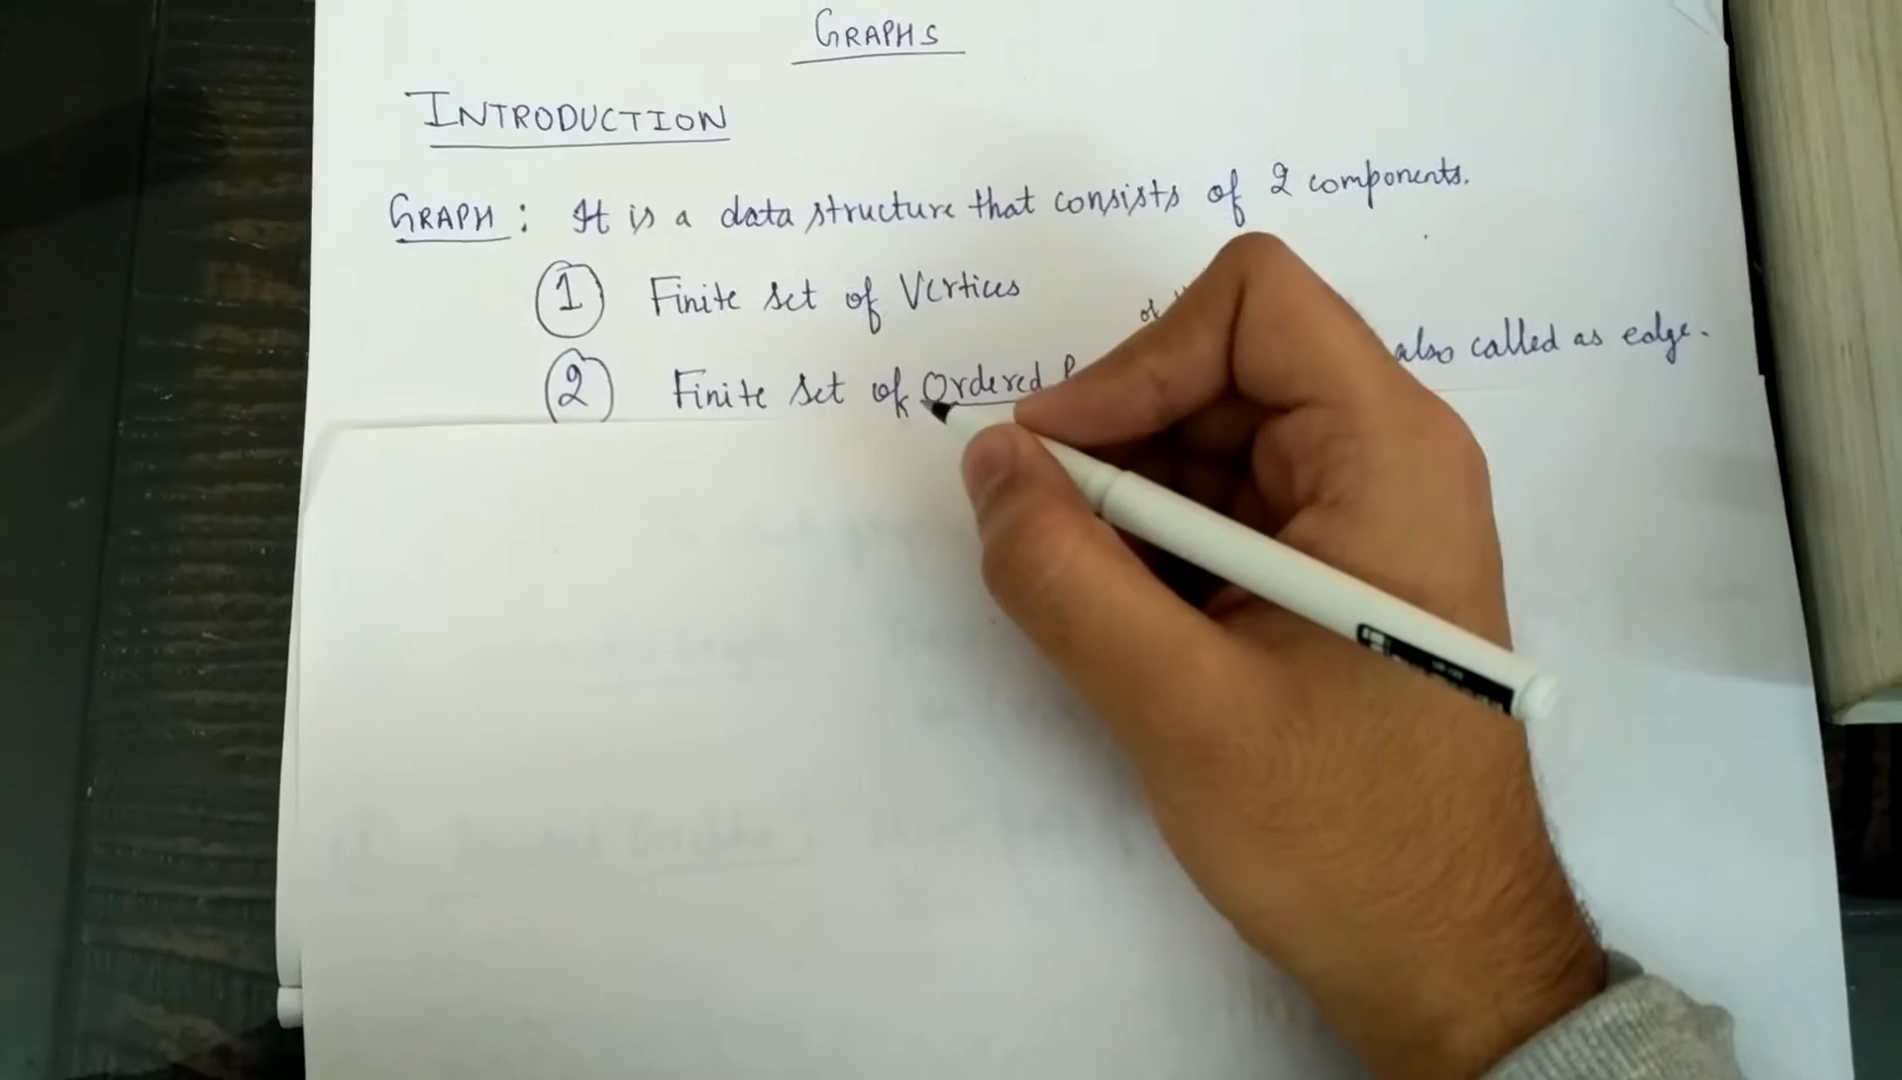 GRAPHS
INTRODUCTION
GRAPH : It is a data structure that consists of 2 components.
1 Finite set of Vertices
2 Finite set of Ordered also called as edge.